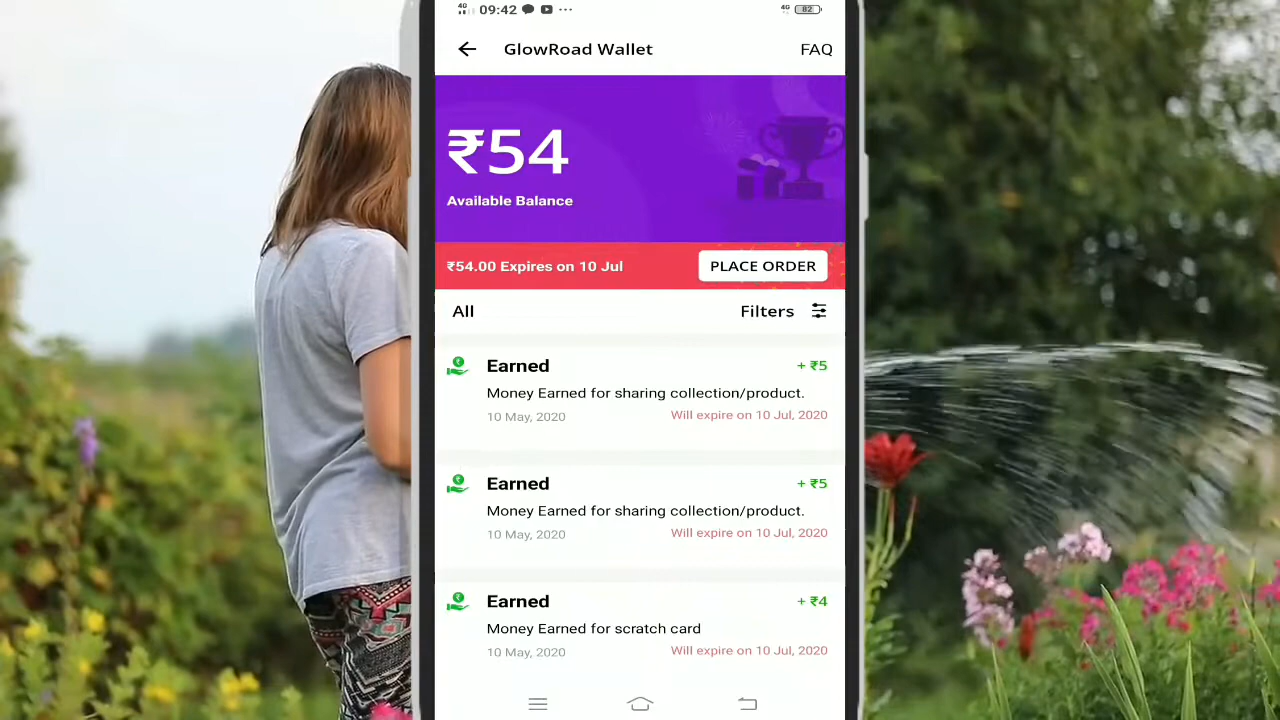 4G 09:42 ... 4G 82
GlowRoad Wallet FAQ
₹54
Available Balance
₹54.00 Expires on 10 Jul PLACE ORDER
All Filters
Earned + ₹5
Money Earned for sharing collection/product.
10 May, 2020 Will expire on 10 Jul, 2020
Earned + ₹5
Money Earned for sharing collection/product.
10 May, 2020 Will expire on 10 Jul, 2020
Earned + ₹4
Money Earned for scratch card
10 May, 2020 Will expire on 10 Jul, 2020